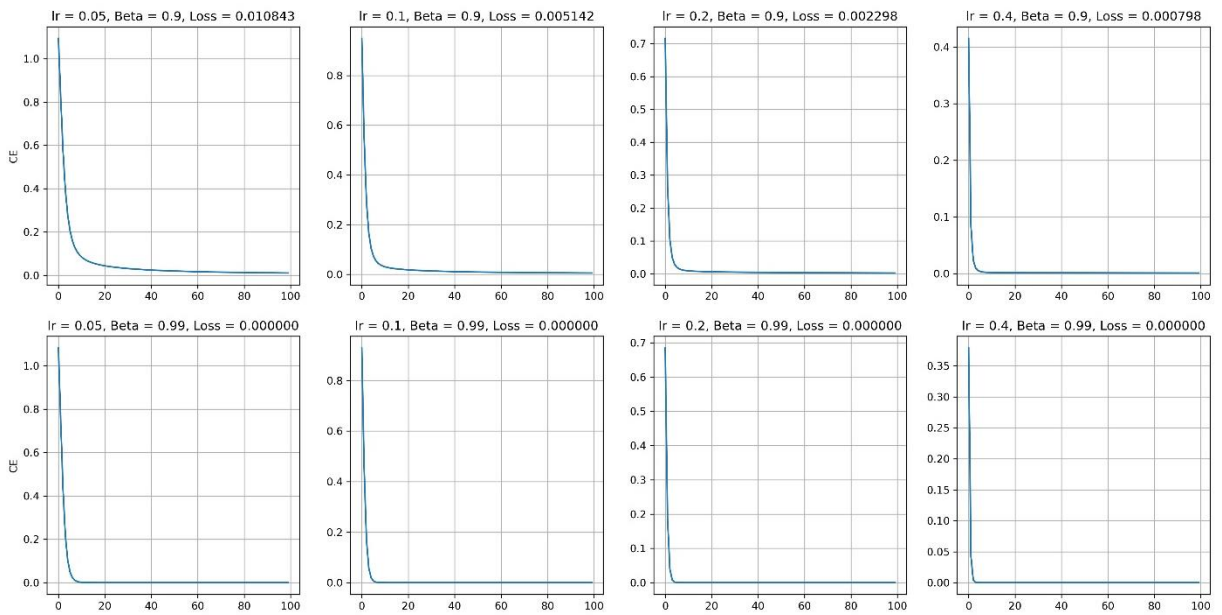 lr = 0.05, Beta = 0.9, Loss = 0.010843
1.0
0.8
0.6
0.4
0.2
0.0
CE
0 20 40 60 80 100
lr = 0.1, Beta = 0.9, Loss = 0.005142
0.8
0.6
0.4
0.2
0.0
0 20 40 60 80 100
lr = 0.2, Beta = 0.9, Loss = 0.002298
0.7
0.6
0.5
0.4
0.3
0.2
0.1
0.0
0 20 40 60 80 100
lr = 0.4, Beta = 0.9, Loss = 0.000798
0.4
0.3
0.2
0.1
0.0
0 20 40 60 80 100
lr = 0.05, Beta = 0.99, Loss = 0.000000
1.0
0.8
0.6
0.4
0.2
0.0
CE
0 20 40 60 80 100
lr = 0.1, Beta = 0.99, Loss = 0.000000
0.8
0.6
0.4
0.2
0.0
0 20 40 60 80 100
lr = 0.2, Beta = 0.99, Loss = 0.000000
0.7
0.6
0.5
0.4
0.3
0.2
0.1
0.0
0 20 40 60 80 100
lr = 0.4, Beta = 0.99, Loss = 0.000000
0.35
0.30
0.25
0.20
0.15
0.10
0.05
0.00
0 20 40 60 80 100